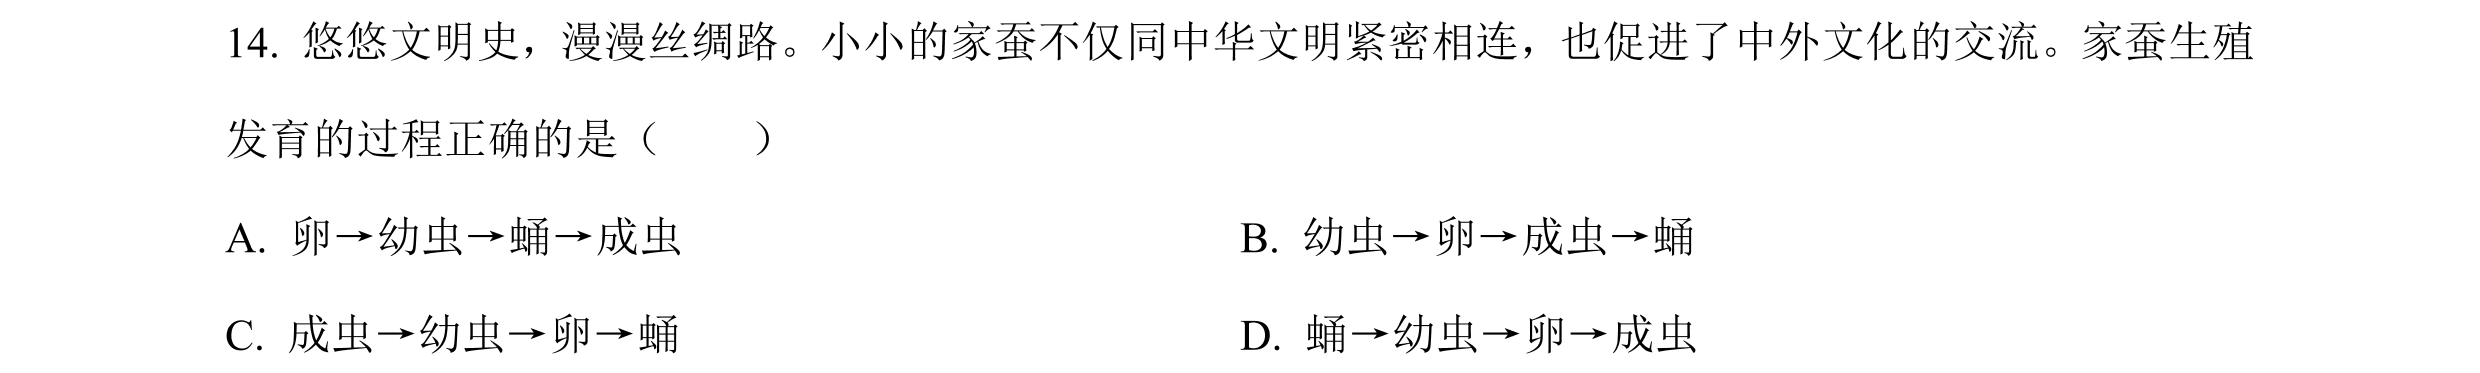 14. 悠悠文明史，漫漫丝绸路。小小的家蚕不仅同中华文明紧密相连，也促进了中外文化的交流。家蚕生殖
发育的过程正确的是（　　）
A. 卵→幼虫→蛹→成虫　　B. 幼虫→卵→成虫→蛹
C. 成虫→幼虫→卵→蛹　　D. 蛹→幼虫→卵→成虫